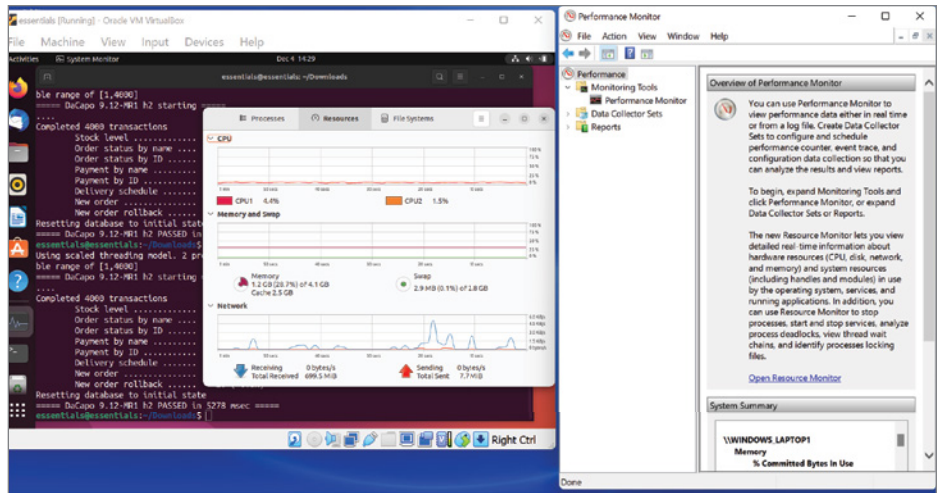 essentials [Running] - Oracle VM VirtualBox
File Machine View Input Devices Help
Activities System Monitor Dec 4 14:29
essentials@essentials: ~/Downloads
ble range of [1,4000]
===== DaCapo 9.12-MR1 h2 starting =====
....
Completed 4000 transactions
Stock level .............
Order status by name ....
Order status by ID ......
Payment by name ....
Payment by ID ...........
Delivery schedule .......
New order ...............
New order rollback ......
Resetting database to initial state
===== DaCapo 9.12-MR1 h2 PASSED in
essentials@essentials:~/Downloads$
Using scaled threading model. 2 pr
ble range of [1,4000]
===== DaCapo 9.12-MR1 h2 starting
....
Completed 4000 transactions
Stock level .............
Order status by name ....
Order status by ID ......
Payment by name ....
Payment by ID ...........
Delivery schedule .......
New order ...............
New order rollback ......
Resetting database to initial state
===== DaCapo 9.12-MR1 h2 PASSED in 5278 msec =====
essentials@essentials:~/Downloads$
Processes Resources File Systems
CPU
CPU1 4.4% CPU2 1.5%
Memory and Swap
Memory
1.2 GB (28.7%) of 4.1 GB
Cache 2.5 GB
Swap
2.9 MB (0.1%) of 2.8 GB
Network
Receiving 0 bytes/s
Total Received 699.5 MiB
Sending 0 bytes/s
Total Sent 7.7 MiB
Right Ctrl
Performance Monitor
File Action View Window Help
Performance
Monitoring Tools
Performance Monitor
Data Collector Sets
Reports
Overview of Performance Monitor
You can use Performance Monitor to
view performance data either in real time
or from a log file. Create Data Collector
Sets to configure and schedule
performance counter, event trace, and
configuration data collection so that you
can analyze the results and view reports.
To begin, expand Monitoring Tools and
click Performance Monitor, or expand
Data Collector Sets or Reports.
The new Resource Monitor lets you view
detailed real-time information about
hardware resources (CPU, disk, network,
and memory) and system resources
(including handles and modules) in use
by the operating system, services, and
running applications. In addition, you
can use Resource Monitor to stop
processes, start and stop services, analyze
process deadlocks, view thread wait
chains, and identify processes locking
files.
Open Resource Monitor
System Summary
\\WINDOWS_LAPTOP1
Memory
% Committed Bytes In Use
Done